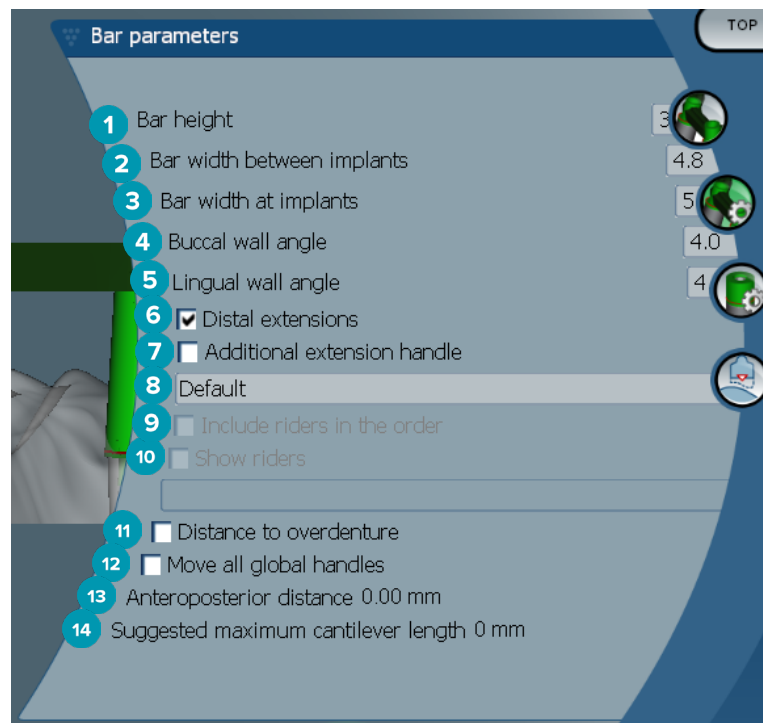 Bar parameters
TOP
1 Bar height 3
2 Bar width between implants 4.8
3 Bar width at implants 5
4 Buccal wall angle 4.0
5 Lingual wall angle 4
6 Distal extensions
7 Additional extension handle
8 Default
9 Include riders in the order
10 Show riders
11 Distance to overdenture
12 Move all global handles
13 Anteroposterior distance 0.00 mm
14 Suggested maximum cantilever length 0 mm